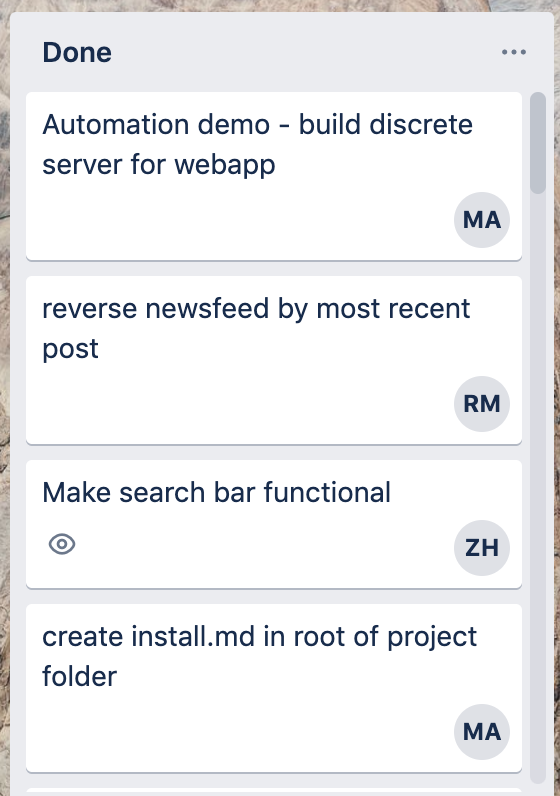 Done
Automation demo - build discrete
server for webapp
MA
reverse newsfeed by most recent
post
RM
Make search bar functional
ZH
create install.md in root of project
folder
MA